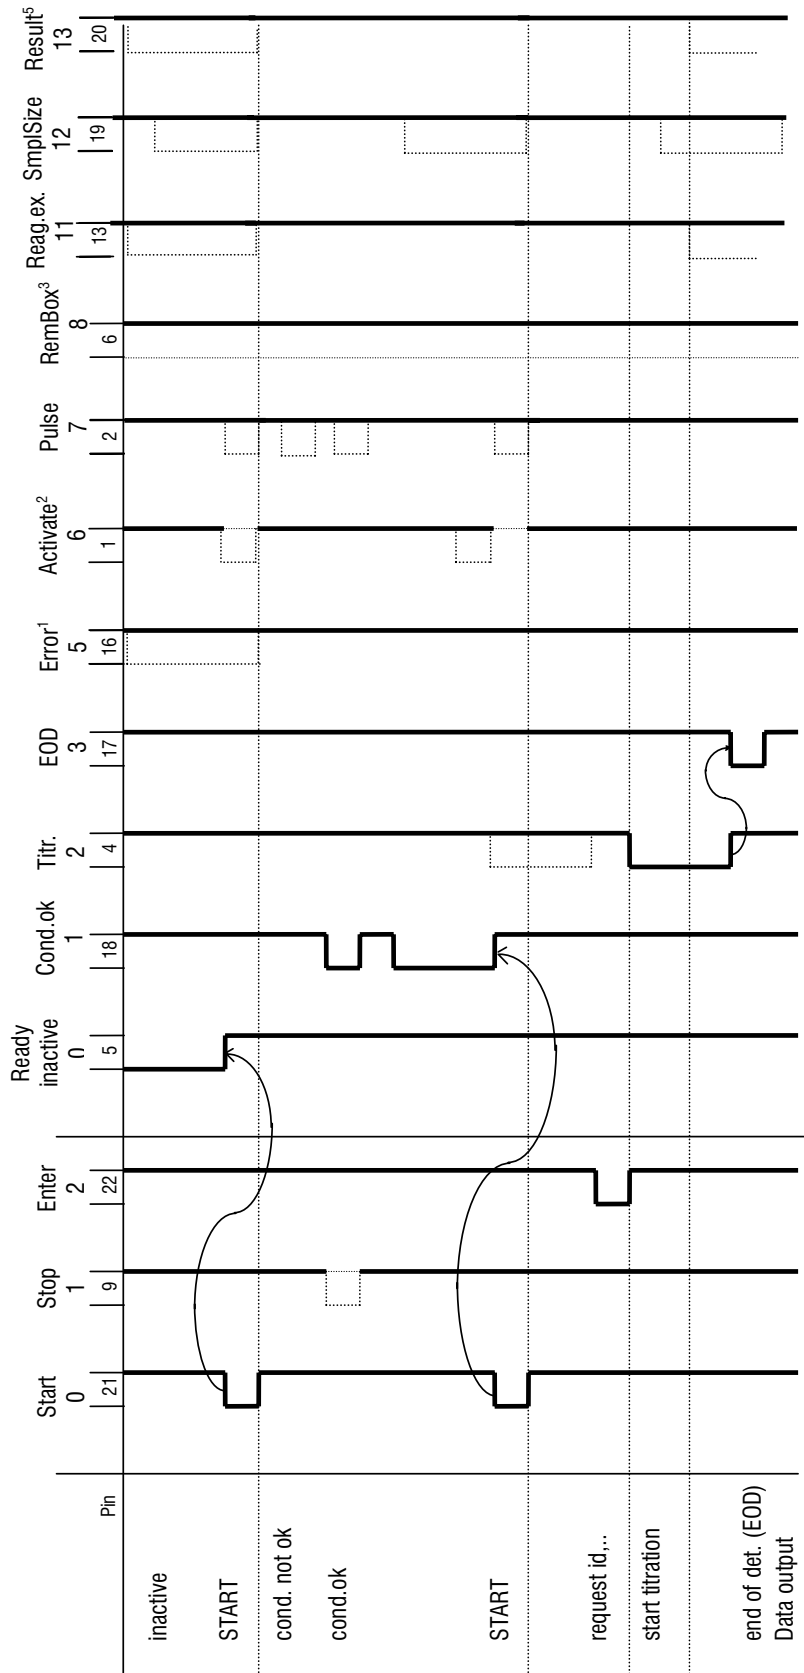 Pin
inactive
START
cond. not ok
cond.ok
START
request id,..
start titration
end of det. (EOD)
Data output
Start
0
21
Stop
1
9
Enter
2
22
Ready
inactive
0
5
Cond.ok
1
18
Titr.
2
4
EOD
3
17
Error¹
5
16
Activate²
6
1
Pulse
7
2
RemBox³
8
6
Reag.ex.
11
13
SmplSize
12
19
Result⁵
13
20